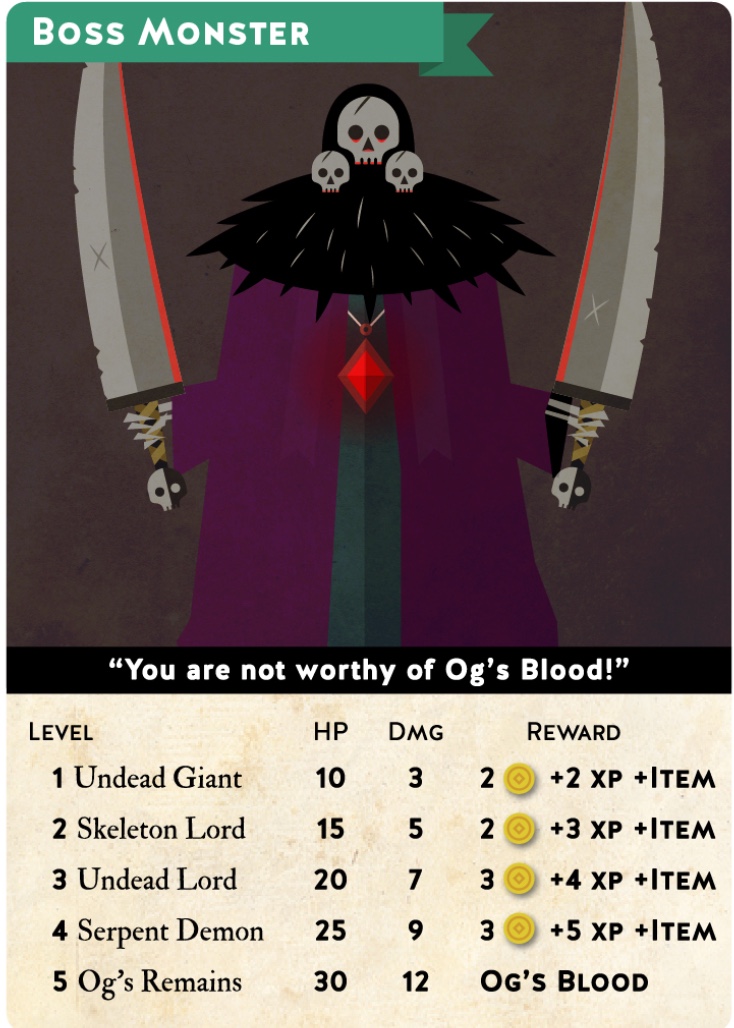 Boss Monster
“You are not worthy of Og’s Blood!”
Level HP Dmg Reward
1 Undead Giant 10 3 2 +2 XP +Item
2 Skeleton Lord 15 5 2 +3 XP +Item
3 Undead Lord 20 7 3 +4 XP +Item
4 Serpent Demon 25 9 3 +5 XP +Item
5 Og’s Remains 30 12 Og’s Blood